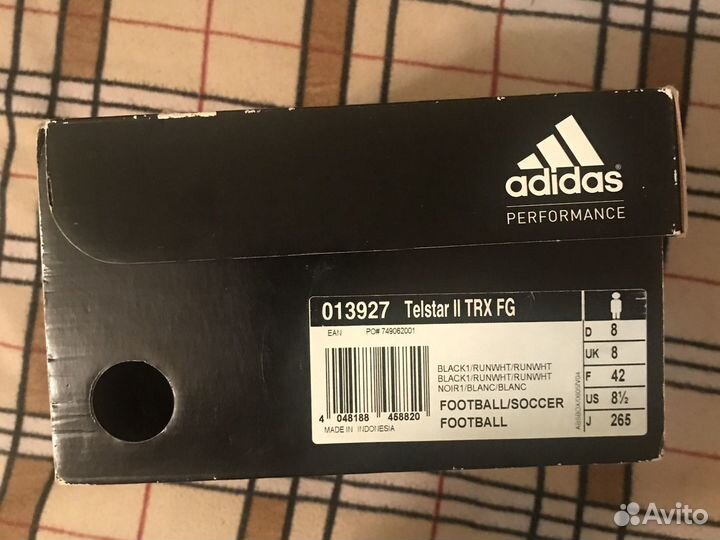 adidas®
PERFORMANCE
013927 Telstar II TRX FG
EAN PO# 749062001
BLACK1/RUNWHT/RUNWHT
BLACK1/RUNWHT/RUNWHT
NOIR1/BLANC/BLANC
FOOTBALL/SOCCER
FOOTBALL
4 048188 458820
MADE IN INDONESIA
D 8
UK 8
F 42
US 8½
J 265
Avito